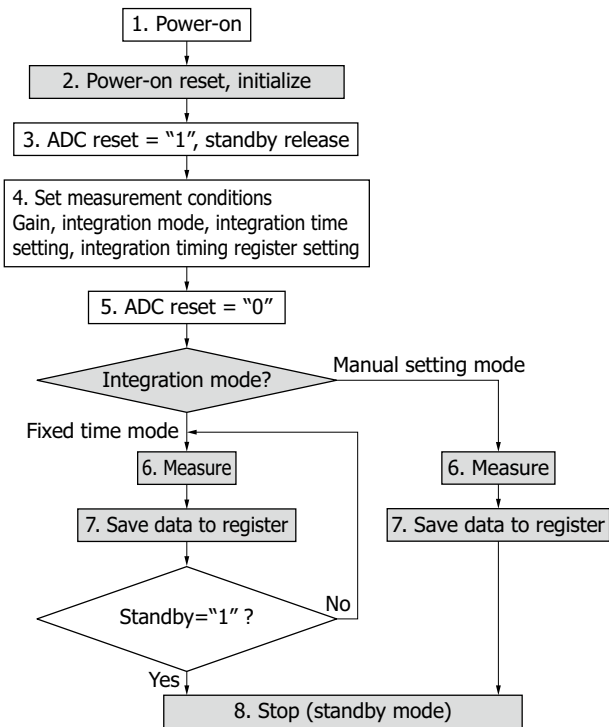 1. Power-on
2. Power-on reset, initialize
3. ADC reset = “1”, standby release
4. Set measurement conditions
Gain, integration mode, integration time
setting, integration timing register setting
5. ADC reset = “0”
Integration mode?
Manual setting mode
Fixed time mode
6. Measure
6. Measure
7. Save data to register
7. Save data to register
Standby=“1” ?
No
Yes
8. Stop (standby mode)